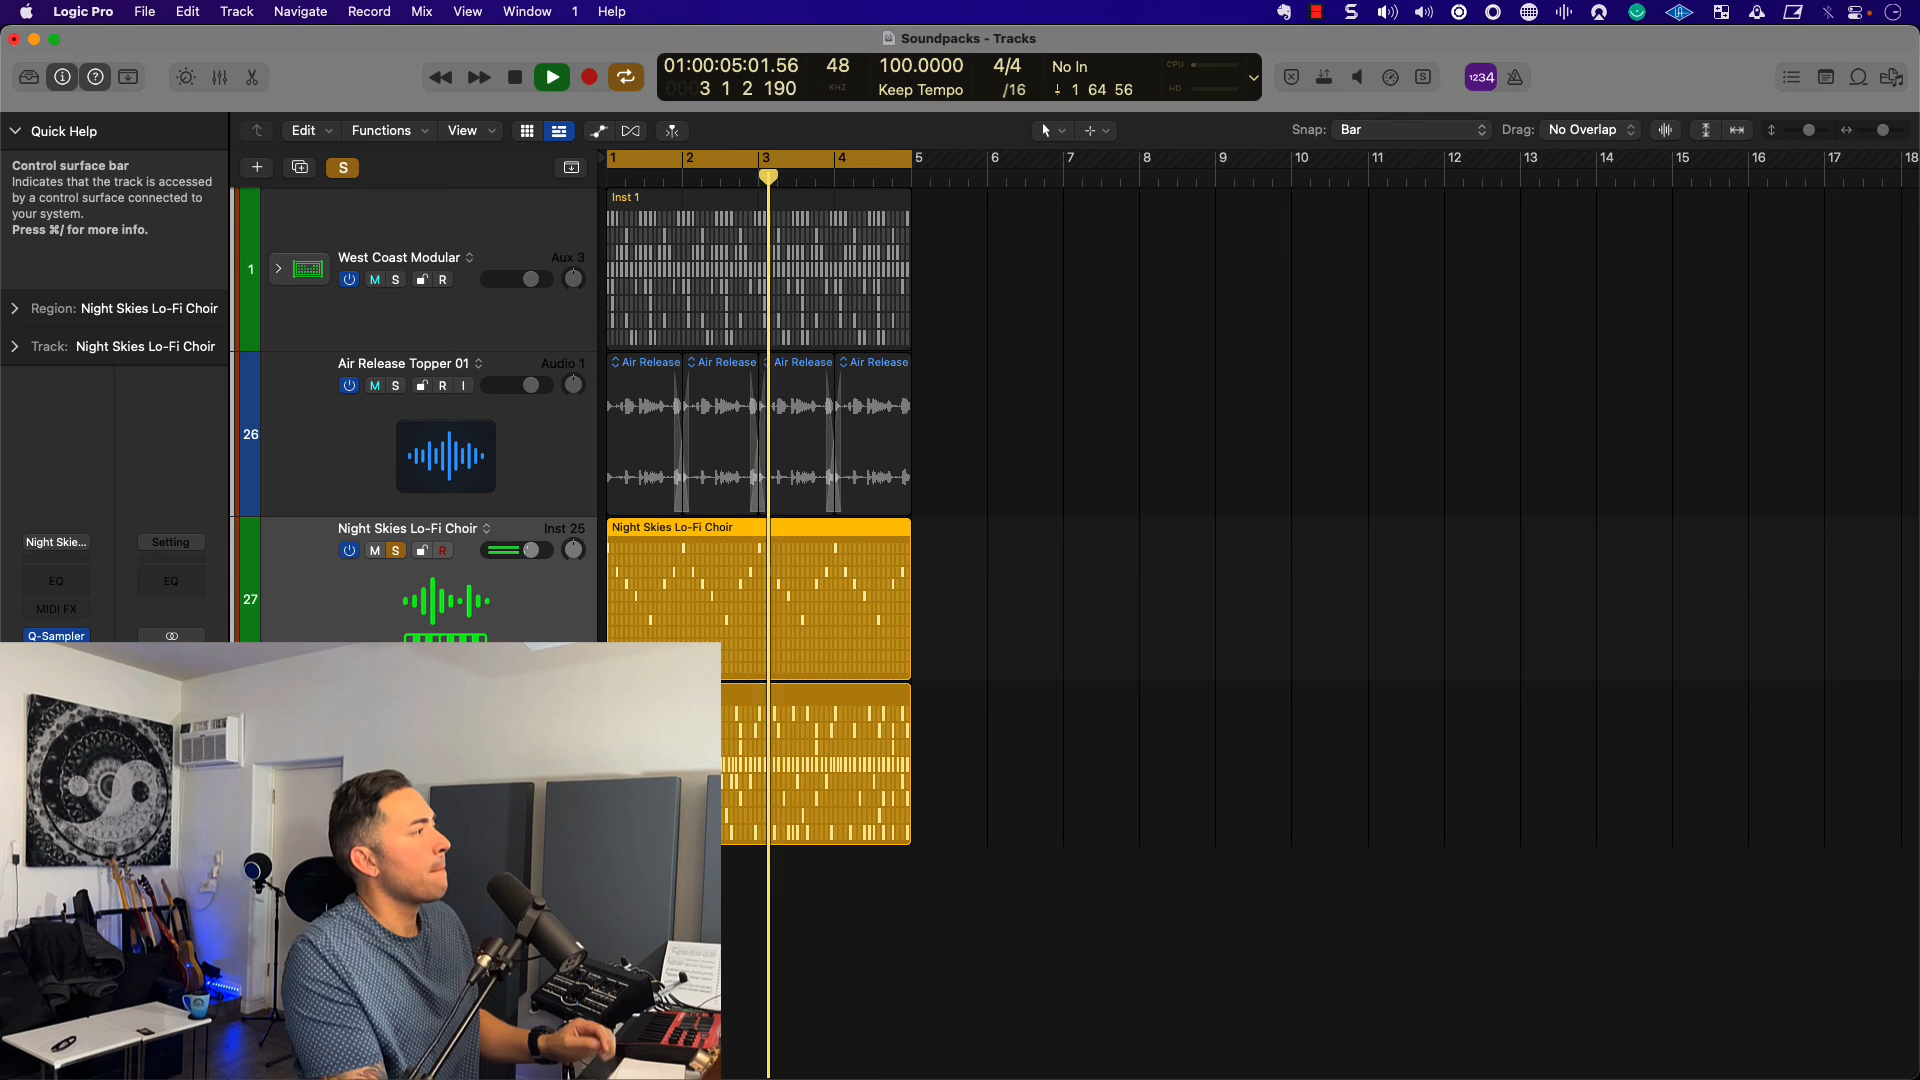 Logic Pro File Edit Track Navigate Record Mix View Window 1 Help
Soundpacks - Tracks
01:00:05:01.56 48 100.0000 4/4 No In CPU
3 1 2 190 KHZ Keep Tempo /16 1 64 56 HD
1234
S
Quick Help
Edit Functions View
Snap: Bar Drag: No Overlap
Control surface bar
Indicates that the track is accessed
by a control surface connected to
your system.
Press ⌘/ for more info.
S
1 2 3 4 5 6 7 8 9 10 11 12 13 14 15 16 17 18
Inst 1
1
West Coast Modular Aux 3
M S R
Region: Night Skies Lo-Fi Choir
Track: Night Skies Lo-Fi Choir
26
Air Release Topper 01 Audio 1
M S R I
Air Release Air Release Air Release Air Release
27
Night Skies Lo-Fi Choir Inst 25
M S R
Night Skies Lo-Fi Choir
Night Skie... Setting
EQ EQ
MIDI FX
Q-Sampler